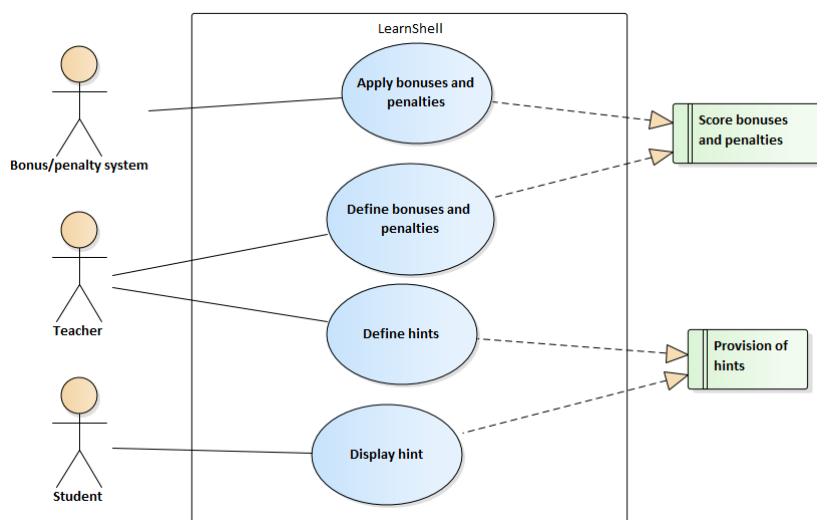 LearnShell
Apply bonuses and
penalties
Score bonuses
and penalties
Bonus/penalty system
Define bonuses and
penalties
Teacher
Define hints
Provision of
hints
Display hint
Student